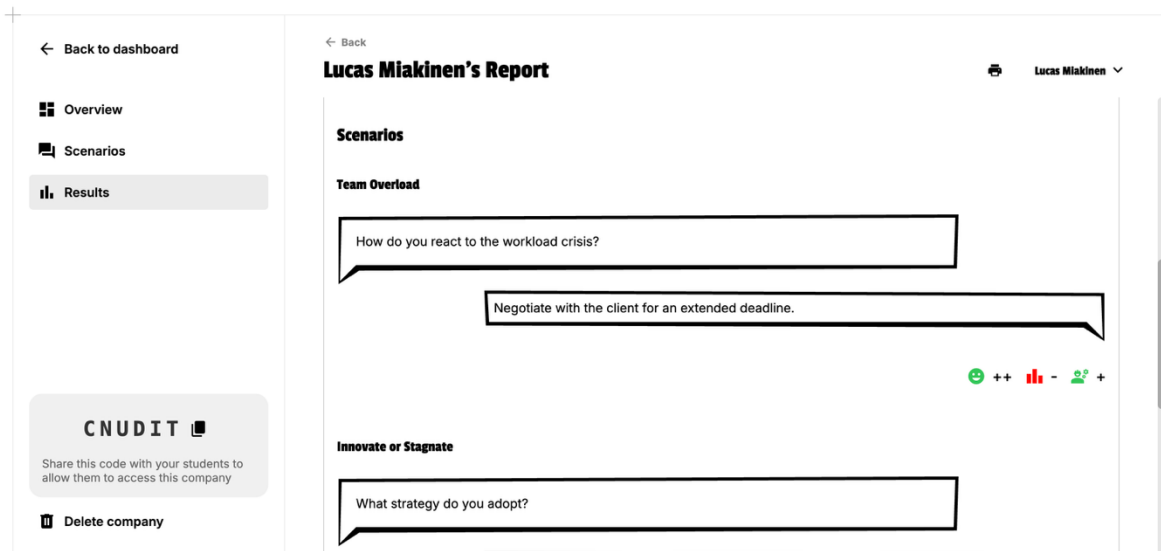 Back to dashboard
Overview
Scenarios
Results
CNUDIT
Share this code with your students to
allow them to access this company
Delete company
Back
Lucas Miakinen's Report
Lucas Miakinen
Scenarios
Team Overload
How do you react to the workload crisis?
Negotiate with the client for an extended deadline.
++ - +
Innovate or Stagnate
What strategy do you adopt?